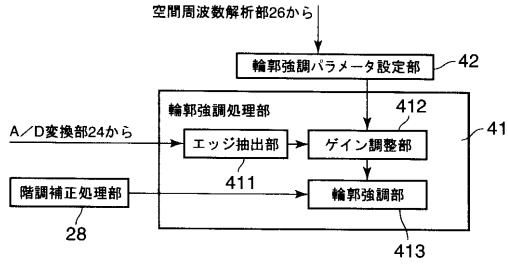 空間周波数解析部26から
輪郭強調パラメータ設定部
42
輪郭強調処理部
412
41
A/D変換部24から
エッジ抽出部
ゲイン調整部
411
階調補正処理部
輪郭強調部
28
413